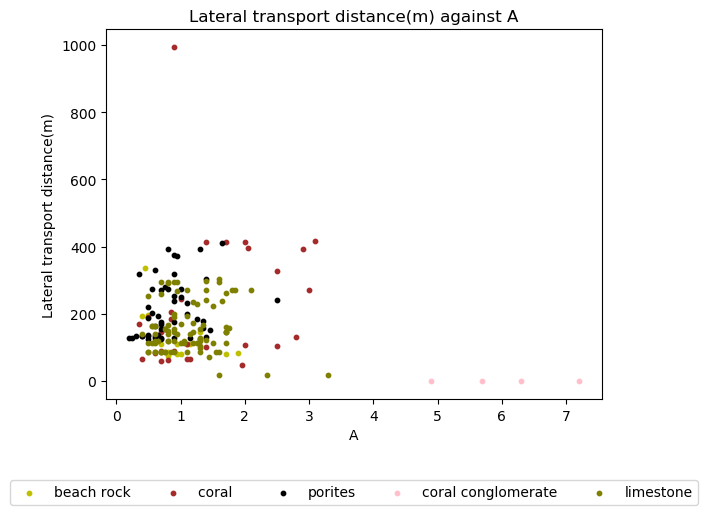 Lateral transport distance(m) against A
1000
800
600
400
200
0
Lateral transport distance(m)
0 1 2 3 4 5 6 7
A
beach rock coral porites coral conglomerate limestone